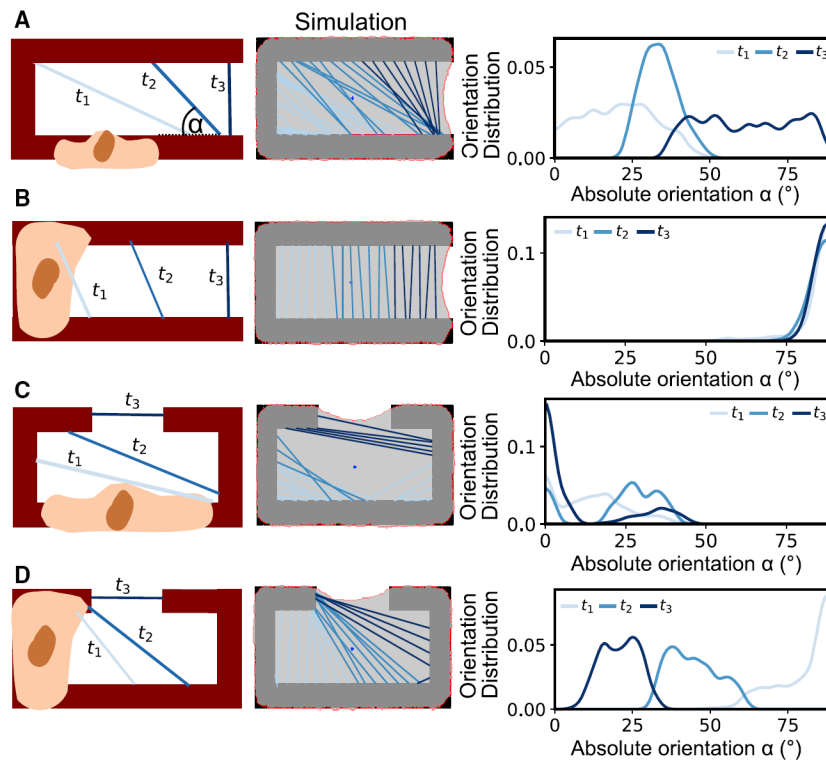 A
Simulation
t1
t2
t3
α
Orientation
Distribution
0.05
0.00
t1 t2 t3
0 25 50 75
Absolute orientation α (°)
B
t1
t2
t3
Orientation
Distribution
0.1
0.0
t1 t2 t3
0 25 50 75
Absolute orientation α (°)
C
t3
t2
t1
Orientation
Distribution
0.1
0.0
t1 t2 t3
0 25 50 75
Absolute orientation α (°)
D
t3
t2
t1
Orientation
Distribution
0.05
0.00
t1 t2 t3
0 25 50 75
Absolute orientation α (°)